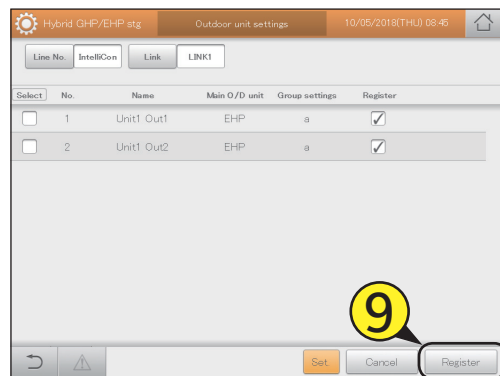 Hybrid GHP/EHP stg Outdoor unit settings 10/05/2018(THU) 08:45
Line No. IntelliCon Link LINK1
Select No. Name Main O/D unit Group settings Register
1 Unit1 Out1 EHP a
2 Unit1 Out2 EHP a
9
Set Cancel Register